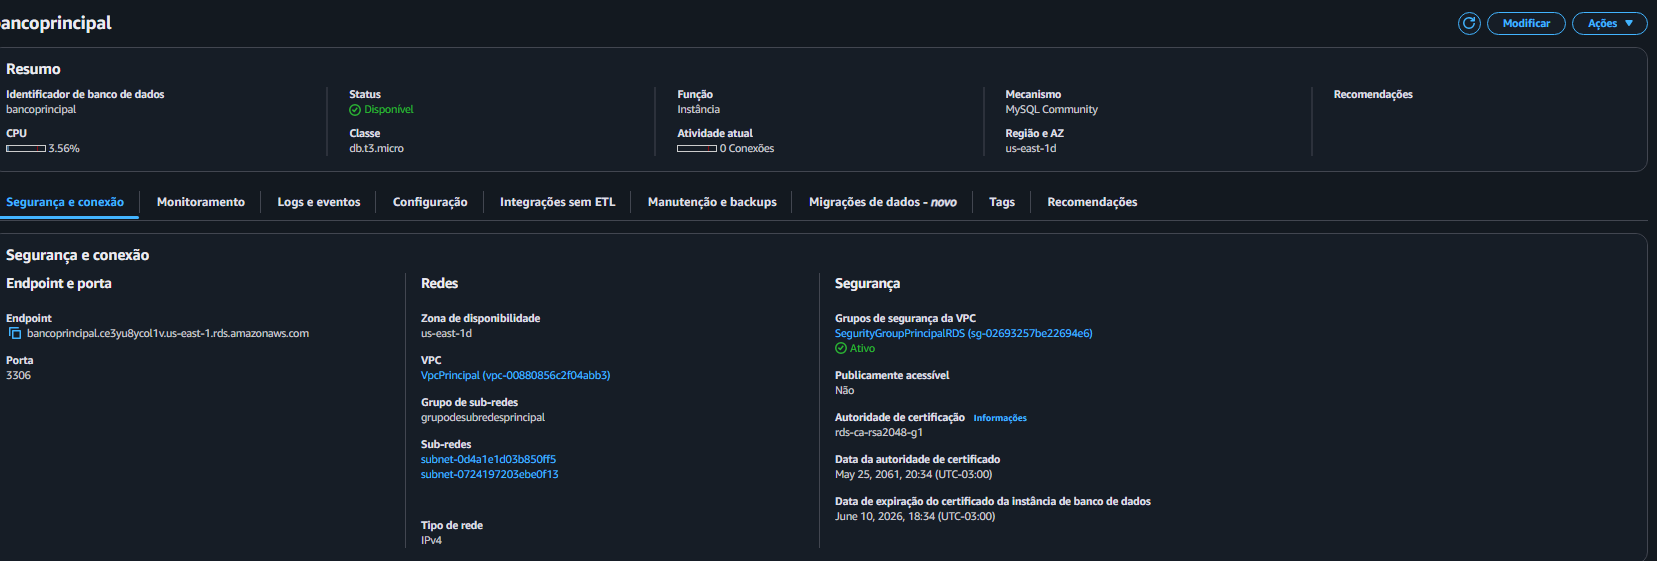 ancoprincipal
Modificar
Ações
Resumo
Identificador de banco de dados
bancoprincipal
Status
Disponível
Função
Instância
Mecanismo
MySQL Community
Recomendações
CPU
3.56%
Classe
db.t3.micro
Atividade atual
0 Conexões
Região e AZ
us-east-1d
Segurança e conexão
Monitoramento
Logs e eventos
Configuração
Integrações sem ETL
Manutenção e backups
Migrações de dados - novo
Tags
Recomendações
Segurança e conexão
Endpoint e porta
Endpoint
bancoprincipal.ce3yu8ycol1v.us-east-1.rds.amazonaws.com
Porta
3306
Redes
Zona de disponibilidade
us-east-1d
VPC
VpcPrincipal (vpc-00880856c2f04abb3)
Grupo de sub-redes
grupodesubredesprincipal
Sub-redes
subnet-0d4a1e1d03b850ff5
subnet-0724197203ebe0f13
Tipo de rede
IPv4
Segurança
Grupos de segurança da VPC
SegurityGroupPrincipalRDS (sg-02693257be22694e6)
Ativo
Publicamente acessível
Não
Autoridade de certificação Informações
rds-ca-rsa2048-g1
Data da autoridade de certificado
May 25, 2061, 20:34 (UTC-03:00)
Data de expiração do certificado da instância de banco de dados
June 10, 2026, 18:34 (UTC-03:00)